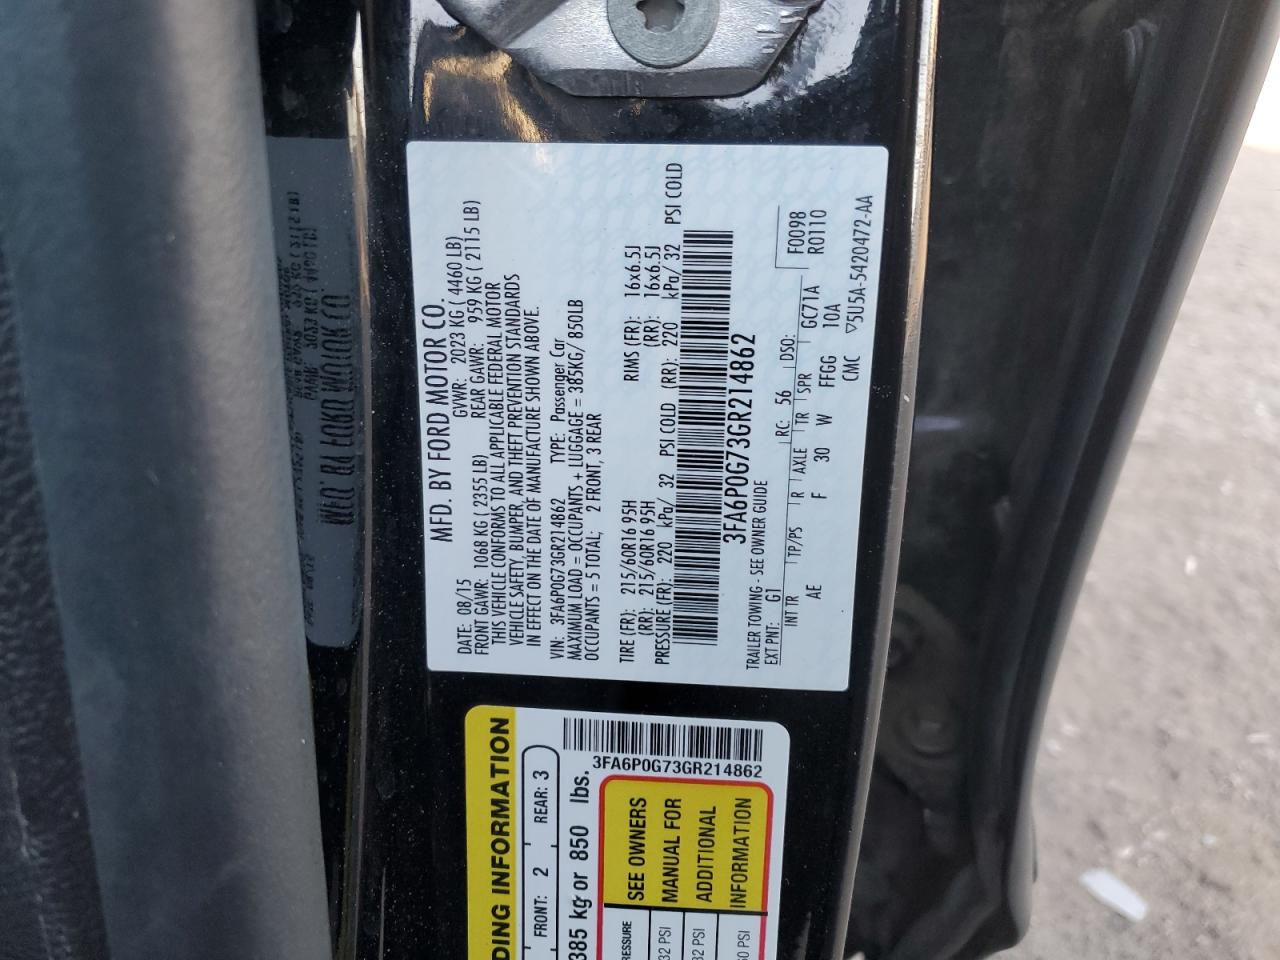 MFD. BY FORD MOTOR CO.
DATE: 08/15 GVWR: 2023 KG ( 4460 LB)
FRONT GAWR: 1068 KG ( 2355 LB) REAR GAWR: 959 KG ( 2115 LB)
THIS VEHICLE CONFORMS TO ALL APPLICABLE FEDERAL MOTOR
VEHICLE SAFETY, BUMPER, AND THEFT PREVENTION STANDARDS
IN EFFECT ON THE DATE OF MANUFACTURE SHOWN ABOVE.
VIN: 3FA6P0G73GR214862 TYPE: Passenger Car
MAXIMUM LOAD = OCCUPANTS + LUGGAGE = 385KG/ 850LB
OCCUPANTS = 5 TOTAL; 2 FRONT, 3 REAR
TIRE (FR): 215/60R16 95H RIMS (FR): 16x6.5J
(RR): 215/60R16 95H (RR): 16x6.5J
PRESSURE (FR): 220 kPa/ 32 PSI COLD (RR): 220 kPa/ 32 PSI COLD
3FA6P0G73GR214862
TRAILER TOWING - SEE OWNER GUIDE
EXT PNT: G1 RC: 56 DSO: F0098
R0110
INT TR TP/PS R AXLE TR SPR GC71A
AE F 30 W FFGG 10A
CMC ▽5U5A-5420472-AA
DING INFORMATION
FRONT: 2 REAR: 3
385 kg or 850 lbs.
3FA6P0G73GR214862
RESSURE
32 PSI
32 PSI
60 PSI
SEE OWNERS
MANUAL FOR
ADDITIONAL
INFORMATION